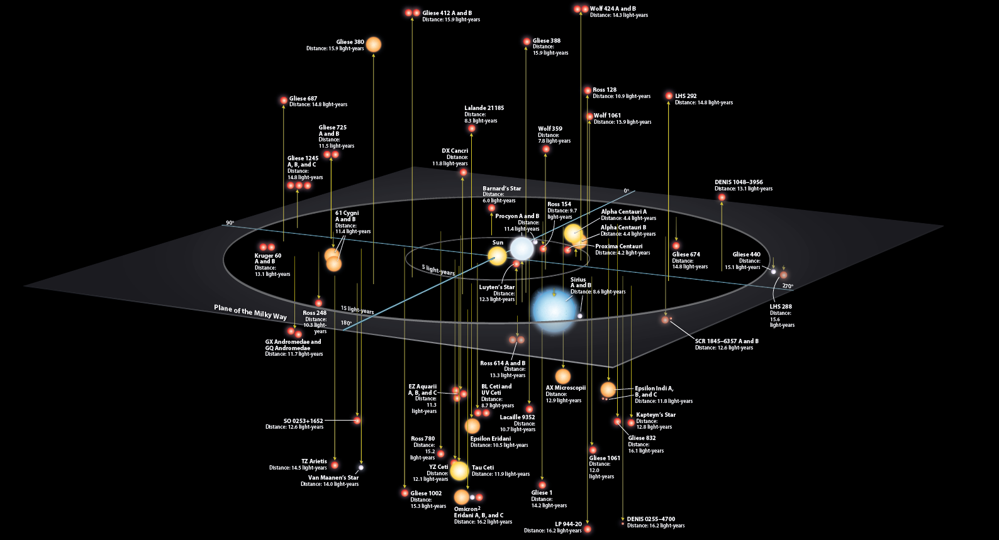 Gliese 412 A and B
Distance: 15.9 light-years
Wolf 424 A and B
Distance: 14.3 light-years
Gliese 380
Distance: 15.9 light-years
Gliese 388
Distance:
15.9 light-years
Ross 128
Distance: 10.9 light-years
LHS 292
Distance: 14.8 light-years
Gliese 687
Distance: 14.8 light-years
Lalande 21185
Distance:
8.3 light-years
Wolf 1061
Distance: 13.9 light-years
Gliese 725
A and B
Distance:
11.5 light-years
Wolf 359
Distance:
7.8 light-years
DX Cancri
Distance:
11.8 light-years
Gliese 1245
A, B, and C
Distance:
14.8 light-years
DENIS 1048–3956
Distance: 13.1 light-years
Barnard's Star
Distance:
6.0 light-years
0°
Ross 154
Distance: 9.7
light-years
Procyon A and B
Distance:
11.4 light-years
Alpha Centauri A
Distance: 4.4 light-years
61 Cygni
A and B
Distance:
11.4 light-years
90°
Alpha Centauri B
Distance: 4.4 light-years
Sun
Proxima Centauri
Distance: 4.2 light-years
Kruger 60
A and B
Distance:
13.1 light-years
Gliese 674
Distance:
14.8 light-years
Gliese 440
Distance:
15.1 light-years
5 light-years
Sirius
A and B
Distance: 8.6 light-years
Luyten's Star
Distance:
12.3 light-years
270°
Plane of the Milky Way
15 light-years
180°
Ross 248
Distance:
10.3 light-
years
LHS 288
Distance:
15.6
light-years
GX Andromedae and
GQ Andromedae
Distance: 11.7 light-years
SCR 1845–6357 A and B
Distance: 12.6 light-years
Ross 614 A and B
Distance:
13.3 light-years
EZ Aquarii
A, B, and C
Distance:
11.3
light-years
BL Ceti and
UV Ceti
Distance:
8.7 light-years
AX Microscopii
Distance:
12.9 light-years
Epsilon Indi A,
B, and C
Distance: 11.8 light-years
SO 0253+1652
Distance: 12.6 light-years
Lacaille 9352
Distance:
10.7 light-years
Kapteyn's Star
Distance:
12.8 light-years
Ross 780
Distance:
15.2
light-years
Epsilon Eridani
Distance: 10.5 light-years
Gliese 832
Distance:
16.1 light-years
TZ Arietis
Distance: 14.5 light-years
YZ Ceti
Distance:
12.1 light-years
Tau Ceti
Distance: 11.9 light-years
Gliese 1061
Distance:
12.0
light-years
Van Maanen's Star
Distance: 14.0 light-years
Gliese 1002
Distance:
15.3 light-years
Gliese 1
Distance:
14.2 light-years
Omicron²
Eridani A, B, and C
Distance: 16.2 light-years
LP 944-20
Distance: 16.2 light-years
DENIS 0255–4700
Distance: 16.2 light-years